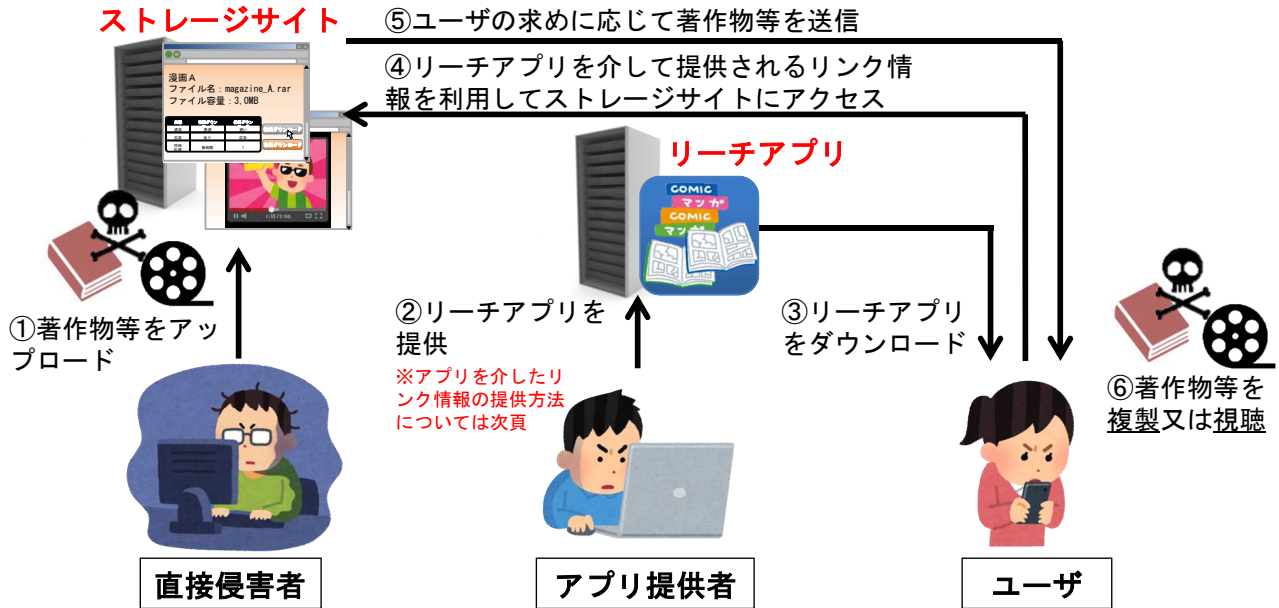 ストレージサイト
⑤ユーザの求めに応じて著作物等を送信
④リーチアプリを介して提供されるリンク情
報を利用してストレージサイトにアクセス
漫画A
ファイル名：magazine_A.rar
ファイル容量：3.0MB
リーチアプリ
COMIC
マンガ
COMIC
マンガ
①著作物等をアッ
プロード
②リーチアプリを
提供
※アプリを介したリ
ンク情報の提供方法
については次頁
③リーチアプリ
をダウンロード
⑥著作物等を
複製又は視聴
直接侵害者
アプリ提供者
ユーザ